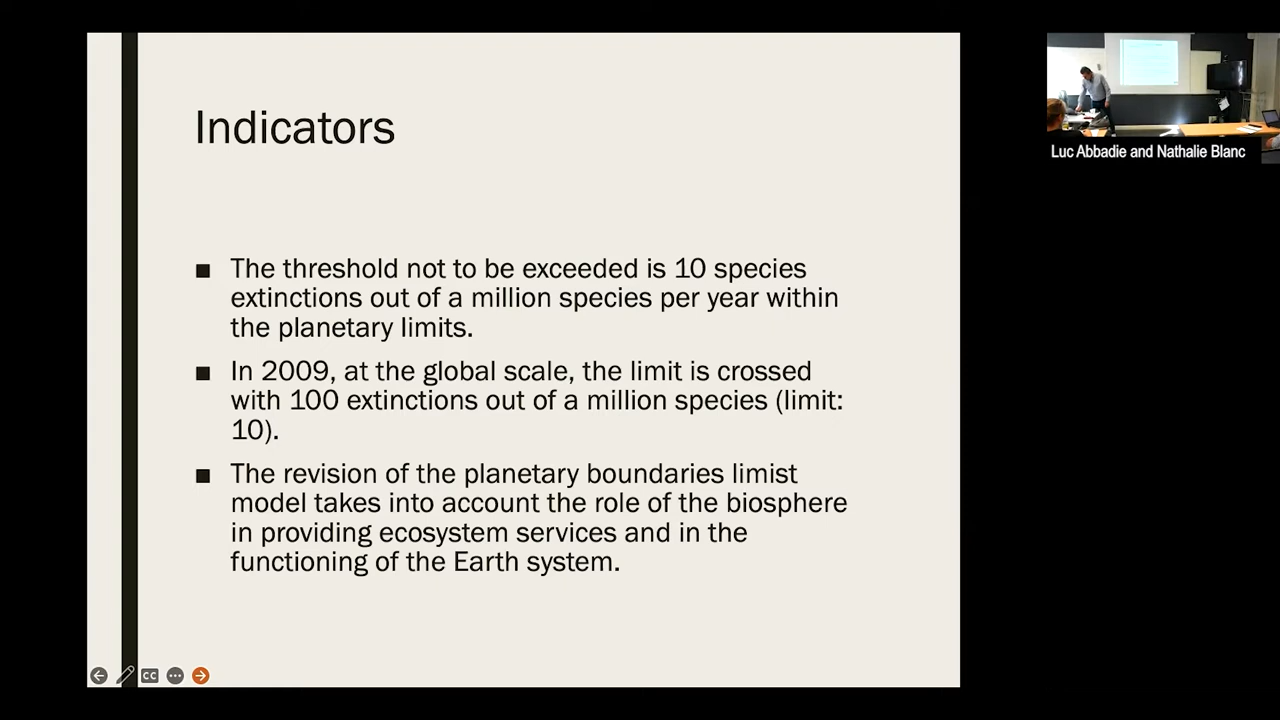 Indicators
■ The threshold not to be exceeded is 10 species
extinctions out of a million species per year within
the planetary limits.
■ In 2009, at the global scale, the limit is crossed
with 100 extinctions out of a million species (limit:
10).
■ The revision of the planetary boundaries limist
model takes into account the role of the biosphere
in providing ecosystem services and in the
functioning of the Earth system.
CC
Luc Abbadie and Nathalie Blanc